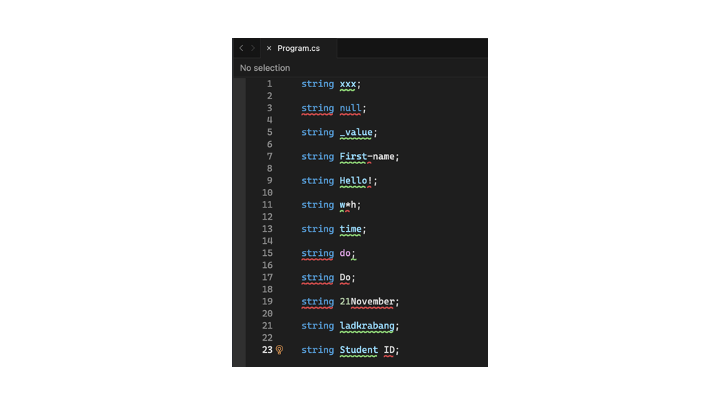 Program.cs
No selection
1 string xxx;
2
3 string null;
4
5 string _value;
6
7 string First-name;
8
9 string Hello!;
10
11 string w*h;
12
13 string time;
14
15 string do;
16
17 string Do;
18
19 string 21November;
20
21 string ladkrabang;
22
23 string Student ID;